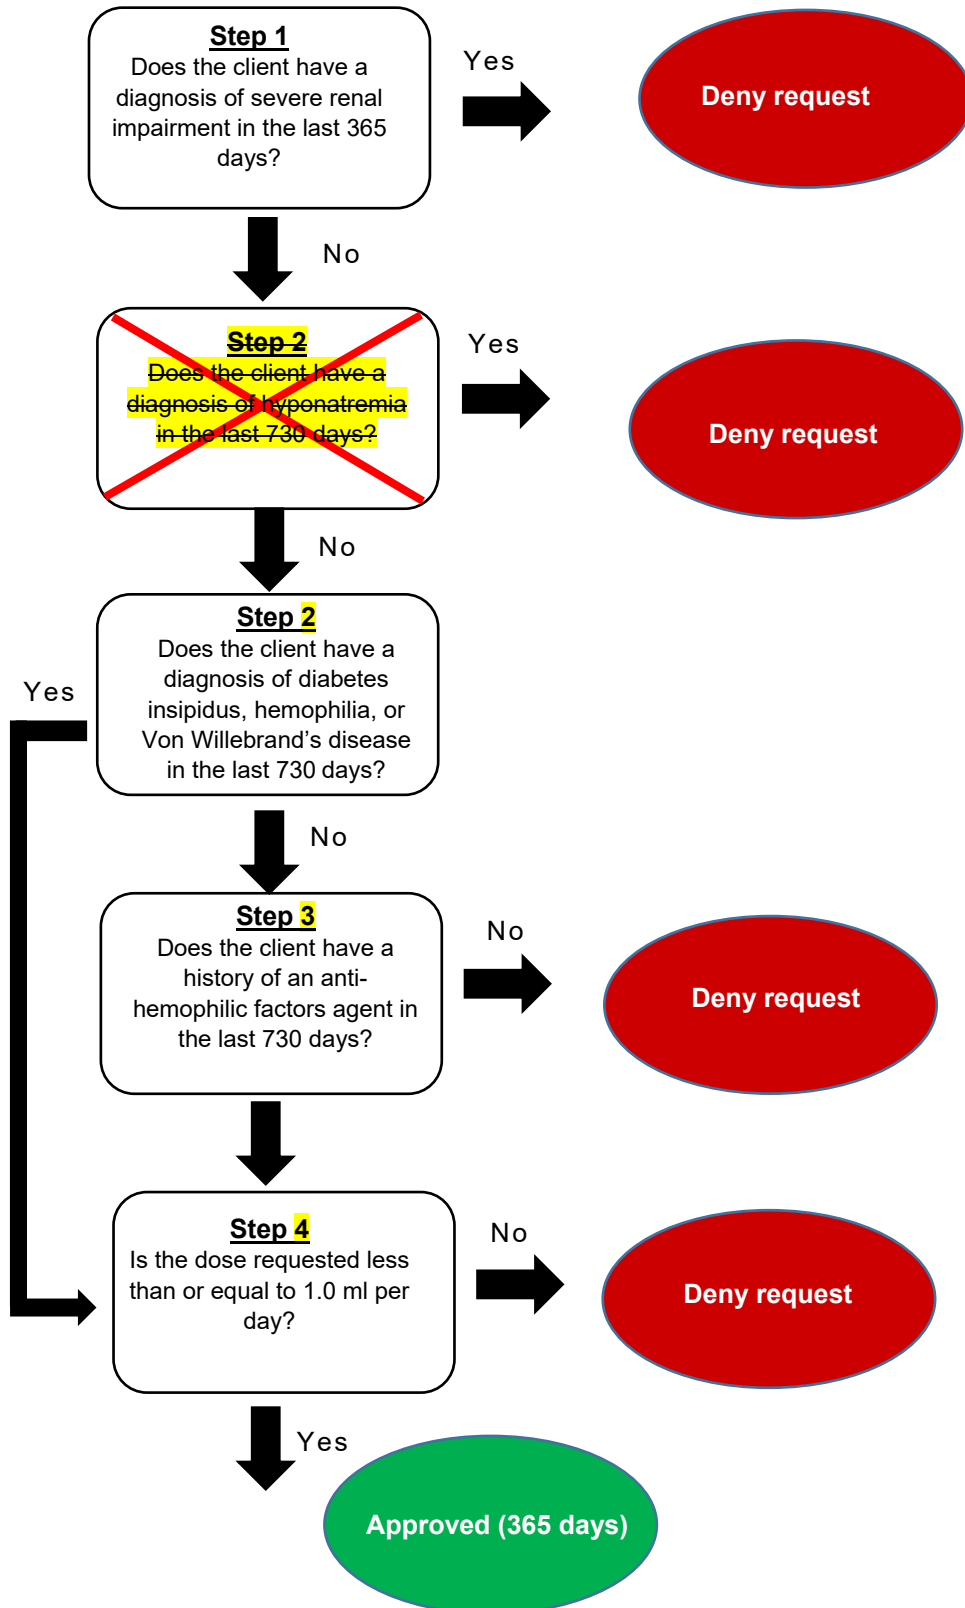 Step 1
Does the client have a
diagnosis of severe renal
impairment in the last 365
days?
Yes
Deny request
No
Step 2
Does the client have a
diagnosis of hyponatremia
in the last 730 days?
Yes
Deny request
No
Step 2
Does the client have a
diagnosis of diabetes
insipidus, hemophilia, or
Von Willebrand’s disease
in the last 730 days?
Yes
No
Step 3
Does the client have a
history of an anti-
hemophilic factors agent in
the last 730 days?
No
Deny request
Step 4
Is the dose requested less
than or equal to 1.0 ml per
day?
No
Deny request
Yes
Approved (365 days)